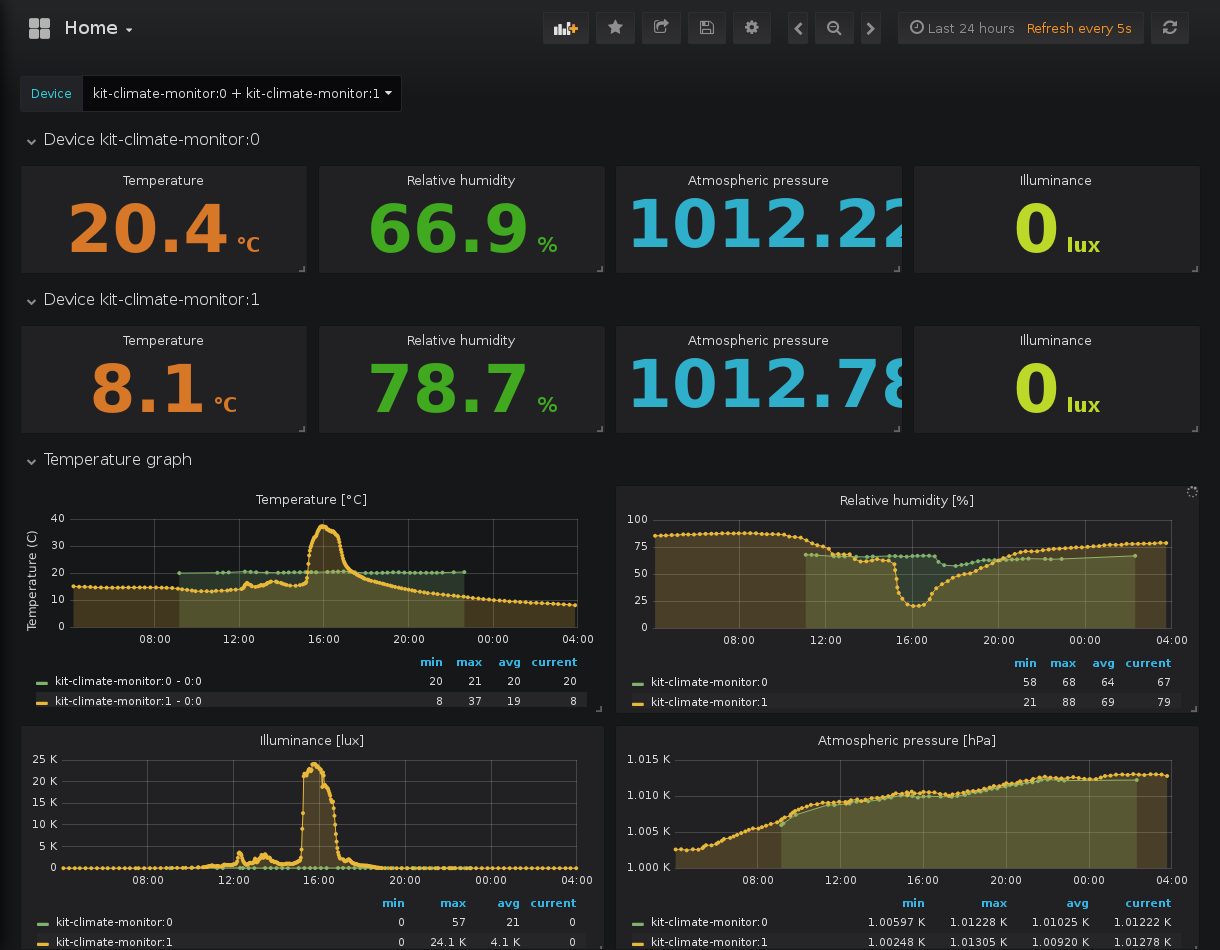 Home
Last 24 hours Refresh every 5s
Device kit-climate-monitor:0 + kit-climate-monitor:1
Device kit-climate-monitor:0
Temperature Relative humidity Atmospheric pressure Illuminance
20.4 °C 66.9 % 1012.22 0 lux
Device kit-climate-monitor:1
Temperature Relative humidity Atmospheric pressure Illuminance
8.1 °C 78.7 % 1012.78 0 lux
Temperature graph
Temperature [°C]
Temperature (C)
40
30
20
10
0
08:00 12:00 16:00 20:00 00:00 04:00
min max avg current
kit-climate-monitor:0 - 0:0 20 21 20 20
kit-climate-monitor:1 - 0:0 8 37 19 8
Relative humidity [%]
100
75
50
25
0
08:00 12:00 16:00 20:00 00:00 04:00
min max avg current
kit-climate-monitor:0 58 68 64 67
kit-climate-monitor:1 21 88 69 79
Illuminance [lux]
25 K
20 K
15 K
10 K
5 K
0
08:00 12:00 16:00 20:00 00:00 04:00
min max avg current
kit-climate-monitor:0 0 57 21 0
kit-climate-monitor:1 0 24.1 K 4.1 K 0
Atmospheric pressure [hPa]
1.015 K
1.010 K
1.005 K
1.000 K
08:00 12:00 16:00 20:00 00:00 04:00
min max avg current
kit-climate-monitor:0 1.00597 K 1.01228 K 1.01025 K 1.01222 K
kit-climate-monitor:1 1.00248 K 1.01305 K 1.00920 K 1.01278 K